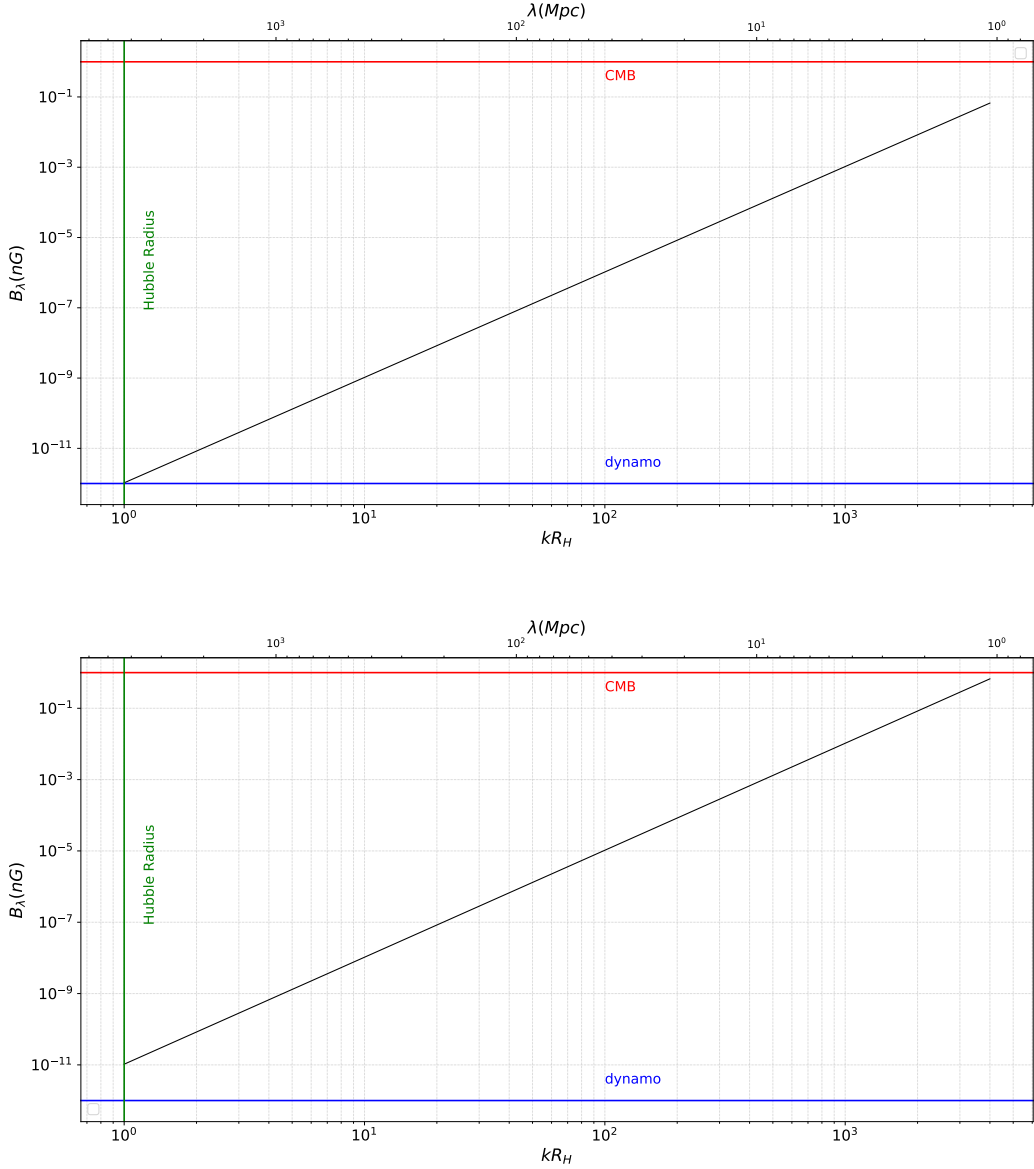 λ(Mpc)
10³ 10² 10¹ 10⁰
CMB
10⁻¹
10⁻³
10⁻⁵
10⁻⁷
10⁻⁹
10⁻¹¹
B_λ(nG)
Hubble Radius
dynamo
10⁰ 10¹ 10² 10³
kR_H
λ(Mpc)
10³ 10² 10¹ 10⁰
CMB
10⁻¹
10⁻³
10⁻⁵
10⁻⁷
10⁻⁹
10⁻¹¹
B_λ(nG)
Hubble Radius
dynamo
10⁰ 10¹ 10² 10³
kR_H